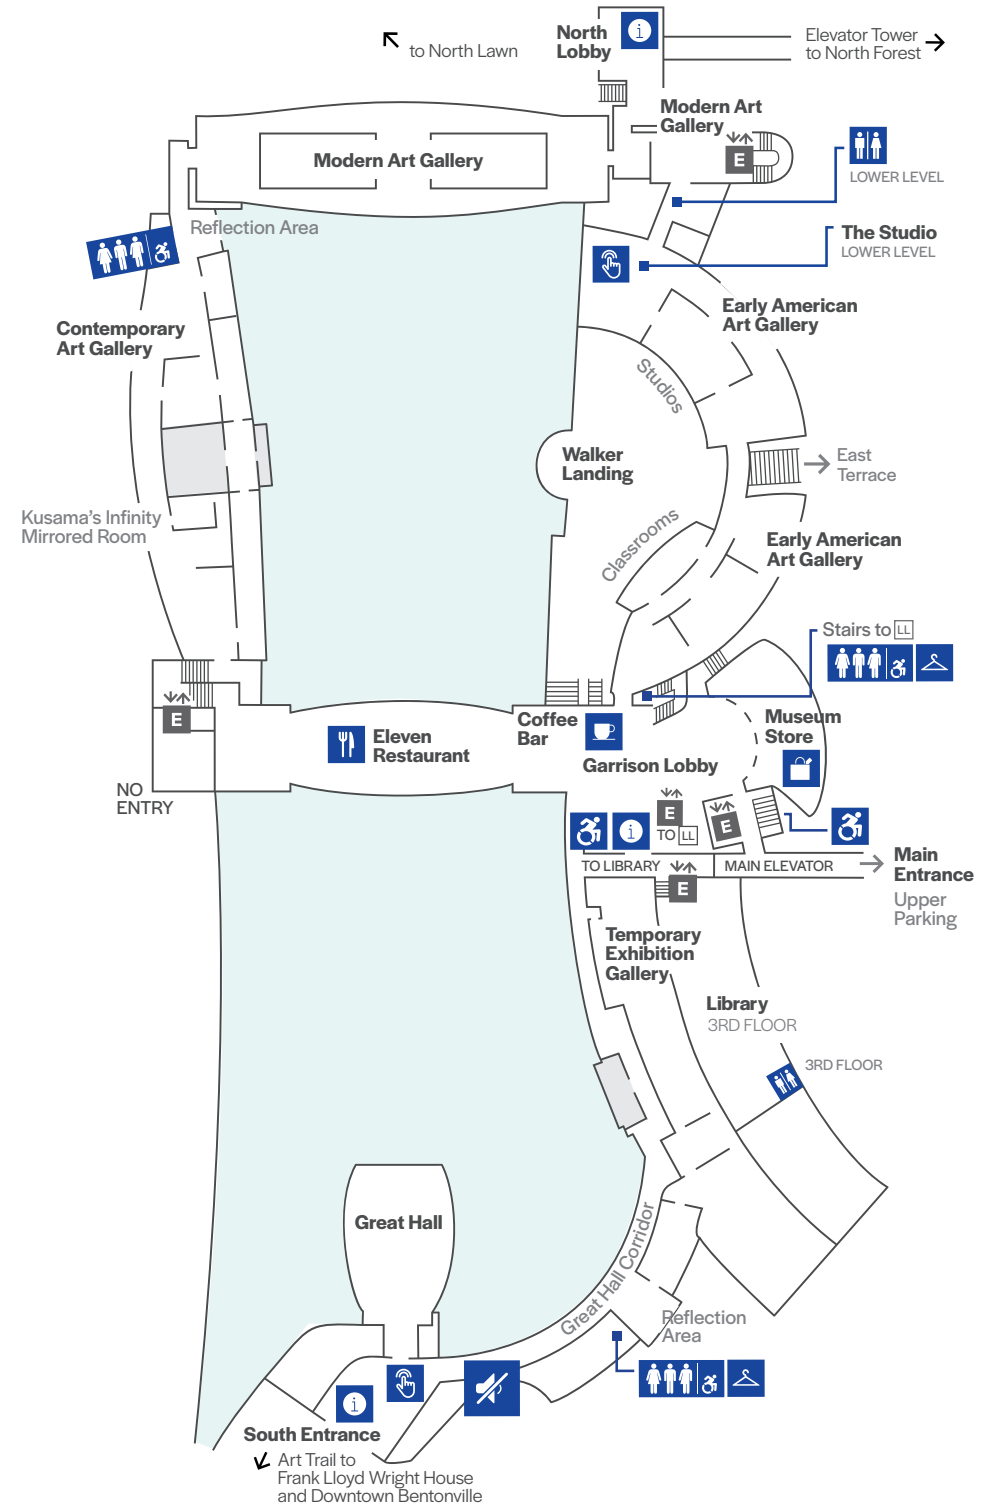 to North Lawn
North
Lobby
i
Elevator Tower
to North Forest
Modern Art
Gallery
E
Modern Art Gallery
LOWER LEVEL
Reflection Area
The Studio
LOWER LEVEL
Contemporary
Art Gallery
Early American
Art Gallery
Studios
Walker
Landing
East
Terrace
Kusama's Infinity
Mirrored Room
Classrooms
Early American
Art Gallery
Stairs to LL
E
Eleven
Restaurant
Coffee
Bar
Museum
Store
Garrison Lobby
NO
ENTRY
i
E
TO LL
E
TO LIBRARY
E
MAIN ELEVATOR
Main
Entrance
Upper
Parking
Temporary
Exhibition
Gallery
Library
3RD FLOOR
3RD FLOOR
Great Hall
Great Hall Corridor
Reflection
Area
i
South Entrance
Art Trail to
Frank Lloyd Wright House
and Downtown Bentonville